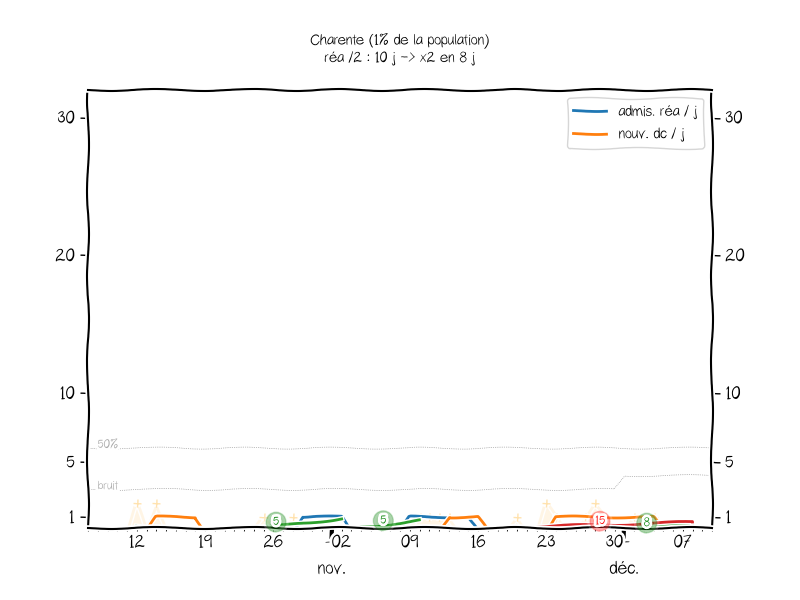 Charente (1% de la population)
réa /2 : 10 j -> x2 en 8 j
admis. réa / j
nouv. dc / j
30
30
20
20
10
10
50%
5
5
bruit
1
1
5
5
15
8
12 19 26 02 09 16 23 30 07
nov. déc.